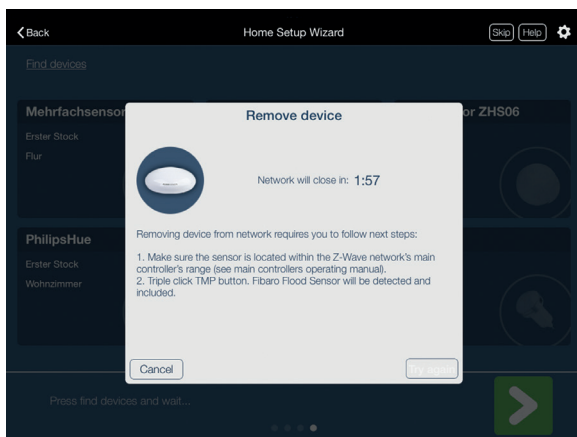 Back
Home Setup Wizard
Skip
Help
Find devices
Mehrfachsensor
or ZHS06
Erster Stock
Flur
Remove device
Network will close in: 1:57
Removing device from network requires you to follow next steps:
1. Make sure the sensor is located within the Z-Wave network's main
controller's range (see main controllers operating manual).
2. Triple click TMP button. Fibaro Flood Sensor will be detected and
included.
PhilipsHue
Erster Stock
Wohnzimmer
Cancel
Try again
Press find devices and wait...